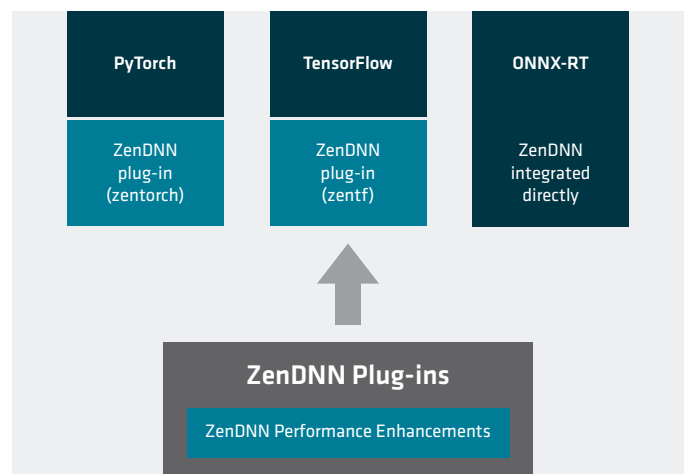 PyTorch
ZenDNN
plug-in
(zentorch)
TensorFlow
ZenDNN
plug-in
(zentf)
ONNX-RT
ZenDNN
integrated
directly
ZenDNN Plug-ins
ZenDNN Performance Enhancements